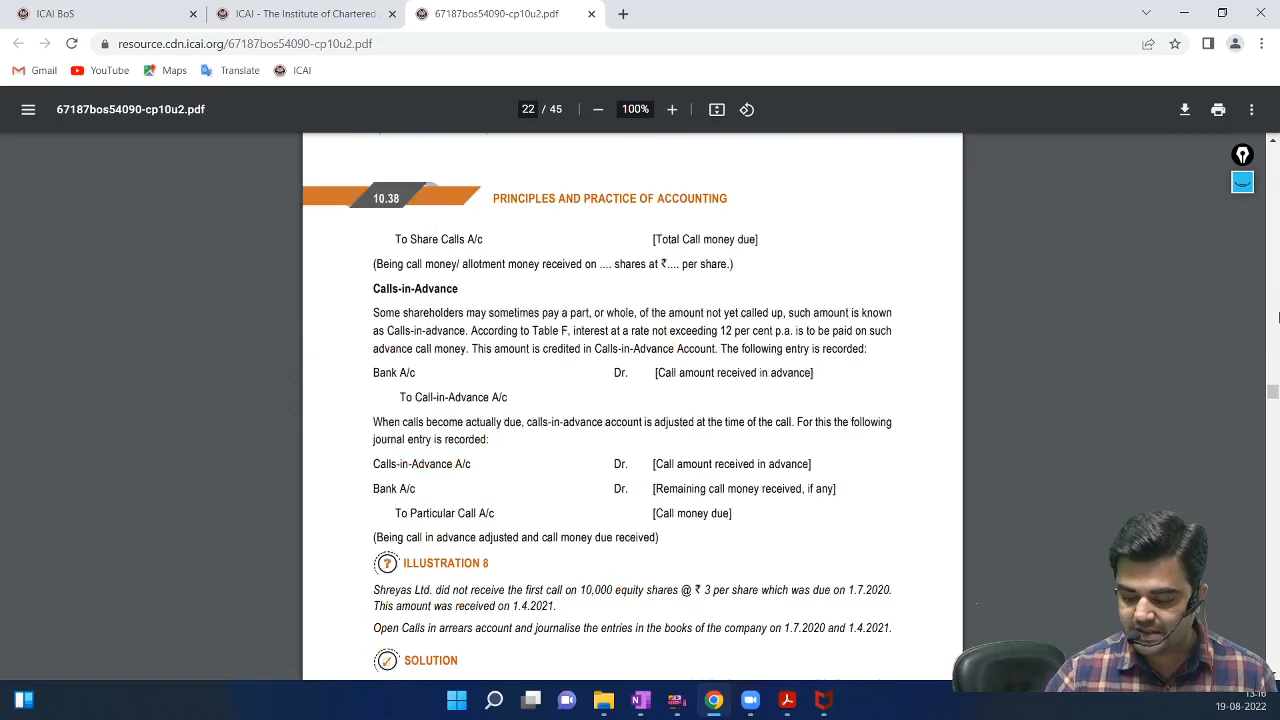 ICAI BoS
ICAI - The Institute of Chartered
67187bos54090-cp10u2.pdf
resource.cdn.icai.org/67187bos54090-cp10u2.pdf
Gmail YouTube Maps Translate ICAI
67187bos54090-cp10u2.pdf 22 / 45 100%
10.38 PRINCIPLES AND PRACTICE OF ACCOUNTING
To Share Calls A/c [Total Call money due]
(Being call money/ allotment money received on .... shares at ₹.... per share.)
Calls-in-Advance
Some shareholders may sometimes pay a part, or whole, of the amount not yet called up, such amount is known
as Calls-in-advance. According to Table F, interest at a rate not exceeding 12 per cent p.a. is to be paid on such
advance call money. This amount is credited in Calls-in-Advance Account. The following entry is recorded:
Bank A/c Dr. [Call amount received in advance]
To Call-in-Advance A/c
When calls become actually due, calls-in-advance account is adjusted at the time of the call. For this the following
journal entry is recorded:
Calls-in-Advance A/c Dr. [Call amount received in advance]
Bank A/c Dr. [Remaining call money received, if any]
To Particular Call A/c [Call money due]
(Being call in advance adjusted and call money due received)
? ILLUSTRATION 8
Shreyas Ltd. did not receive the first call on 10,000 equity shares @ ₹ 3 per share which was due on 1.7.2020.
This amount was received on 1.4.2021.
Open Calls in arrears account and journalise the entries in the books of the company on 1.7.2020 and 1.4.2021.
SOLUTION
19-08-2022